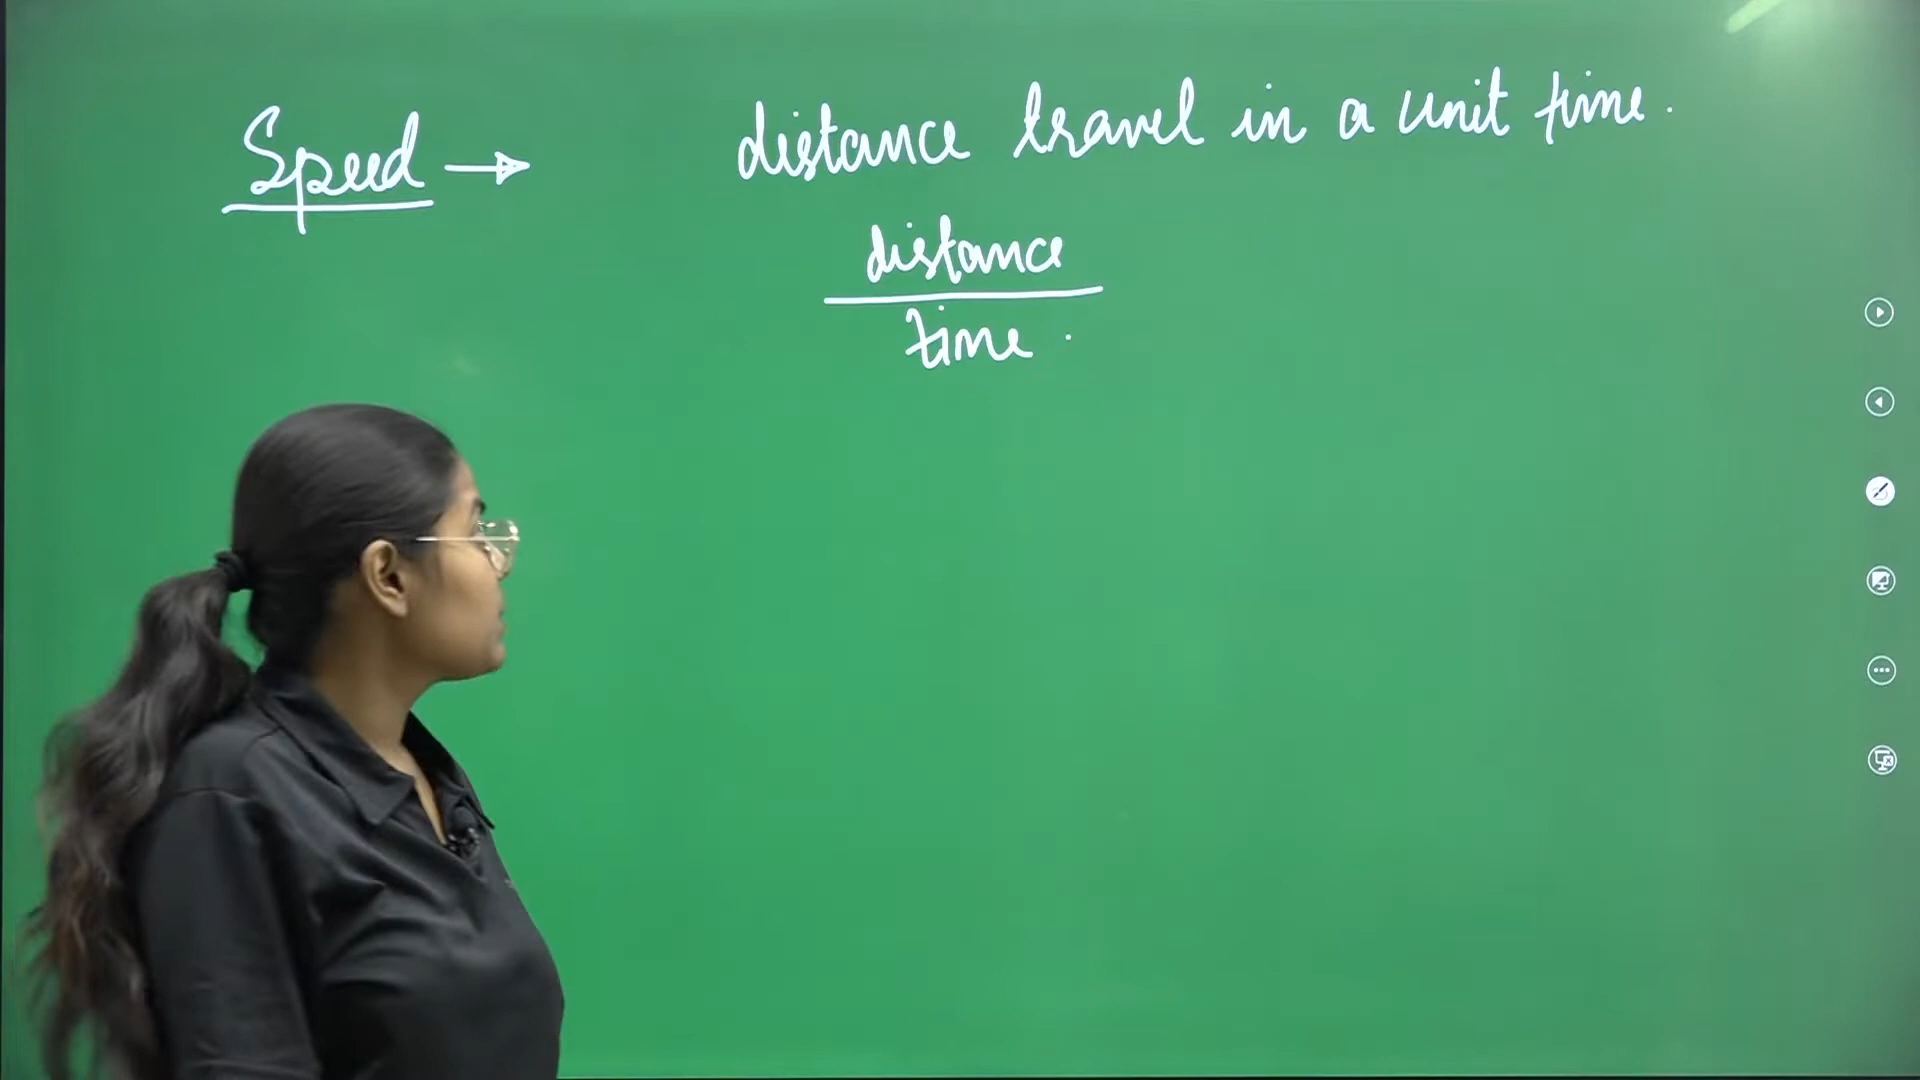 Speed → distance travel in a unit time.
distance
time.